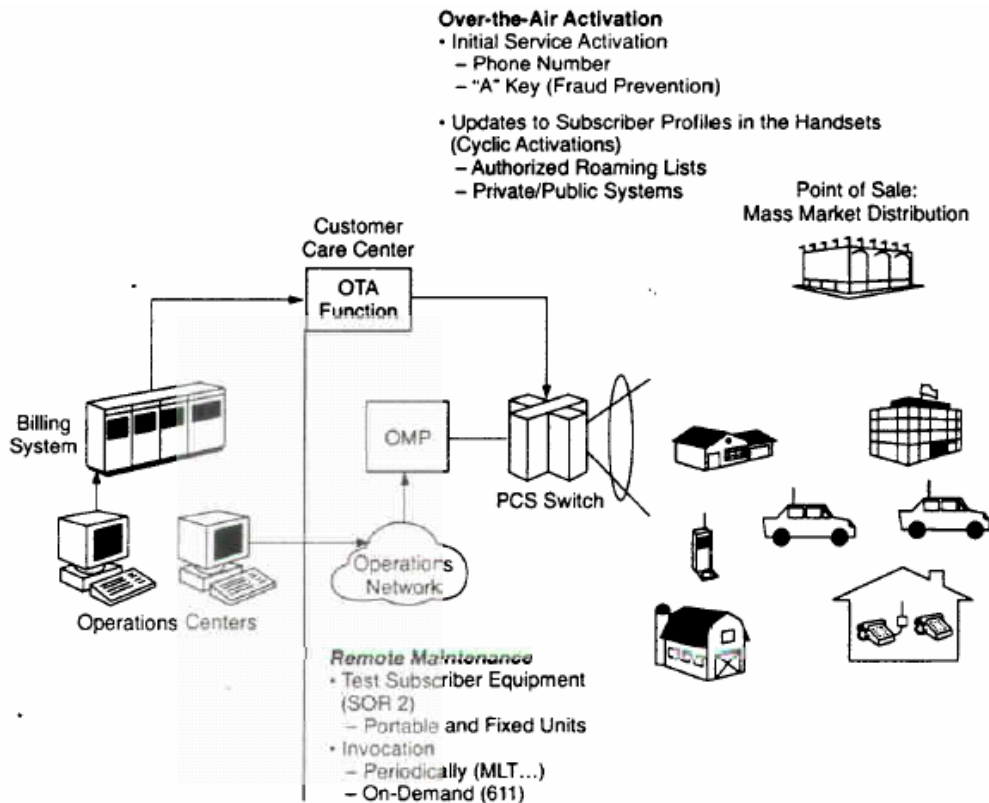 Over-the-Air Activation
• Initial Service Activation
– Phone Number
– "A" Key (Fraud Prevention)
• Updates to Subscriber Profiles in the Handsets
(Cyclic Activations)
– Authorized Roaming Lists
– Private/Public Systems
Point of Sale:
Mass Market Distribution
Customer
Care Center
OTA
Function
Billing
System
OMP
PCS Switch
Operations
Network
Operations Centers
Remote Maintenance
• Test Subscriber Equipment
(SOR 2)
– Portable and Fixed Units
• Invocation
– Periodically (MLT...)
– On-Demand (611)